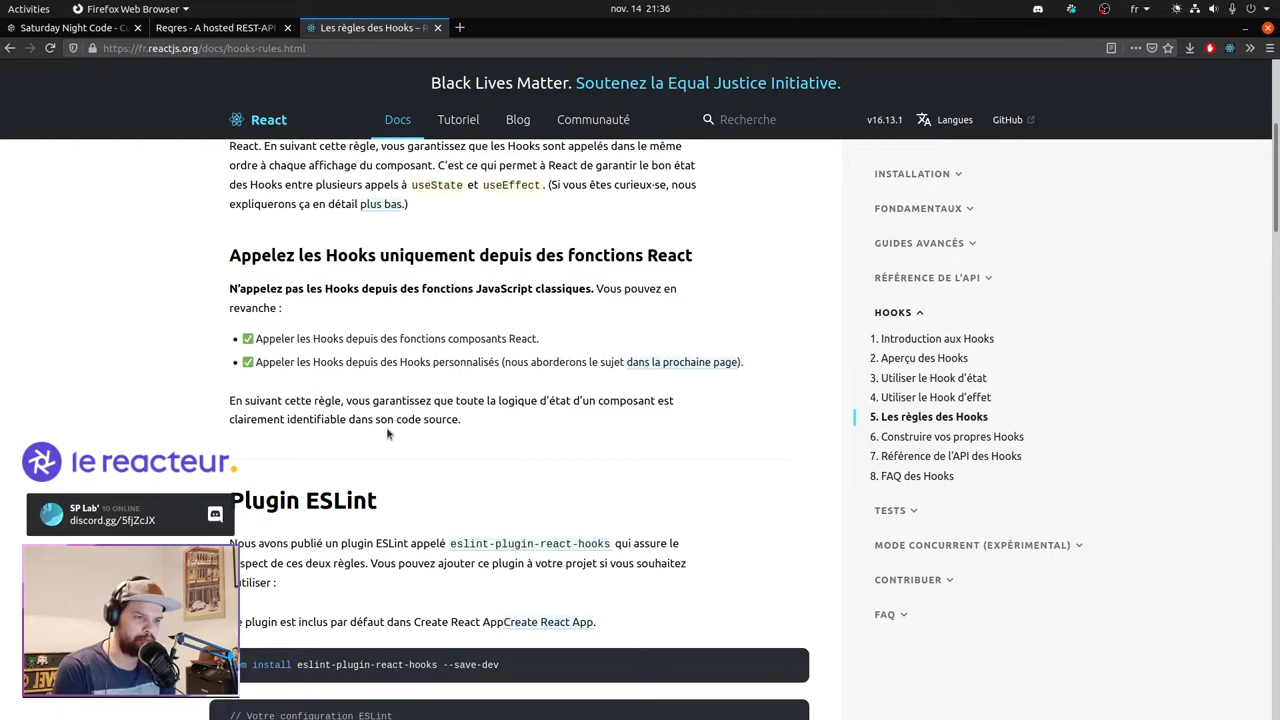 Activities
Firefox Web Browser
nov. 14 21:36
fr
Saturday Night Code - C
Reqres - A hosted REST-API
Les règles des Hooks – R
https://fr.reactjs.org/docs/hooks-rules.html
Black Lives Matter. Soutenez la Equal Justice Initiative.
React
Docs
Tutoriel
Blog
Communauté
Recherche
v16.13.1
Langues
GitHub
React. En suivant cette règle, vous garantissez que les Hooks sont appelés dans le même
ordre à chaque affichage du composant. C’est ce qui permet à React de garantir le bon état
des Hooks entre plusieurs appels à useState et useEffect. (Si vous êtes curieux·se, nous
expliquerons ça en détail plus bas.)
Appelez les Hooks uniquement depuis des fonctions React
N’appelez pas les Hooks depuis des fonctions JavaScript classiques. Vous pouvez en
revanche :
✅ Appeler les Hooks depuis des fonctions composants React.
✅ Appeler les Hooks depuis des Hooks personnalisés (nous aborderons le sujet dans la prochaine page).
En suivant cette règle, vous garantissez que toute la logique d’état d’un composant est
clairement identifiable dans son code source.
Plugin ESLint
Nous avons publié un plugin ESLint appelé eslint-plugin-react-hooks qui assure le
espect de ces deux règles. Vous pouvez ajouter ce plugin à votre projet si vous souhaitez
utiliser :
e plugin est inclus par défaut dans Create React AppCreate React App.
m install eslint-plugin-react-hooks --save-dev
// Votre configuration ESLint
INSTALLATION
FONDAMENTAUX
GUIDES AVANCÉS
RÉFÉRENCE DE L'API
HOOKS
1. Introduction aux Hooks
2. Aperçu des Hooks
3. Utiliser le Hook d’état
4. Utiliser le Hook d’effet
5. Les règles des Hooks
6. Construire vos propres Hooks
7. Référence de l’API des Hooks
8. FAQ des Hooks
TESTS
MODE CONCURRENT (EXPÉRIMENTAL)
CONTRIBUER
FAQ
le reacteur.
SP Lab' 10 ONLINE
discord.gg/5fjZcJX